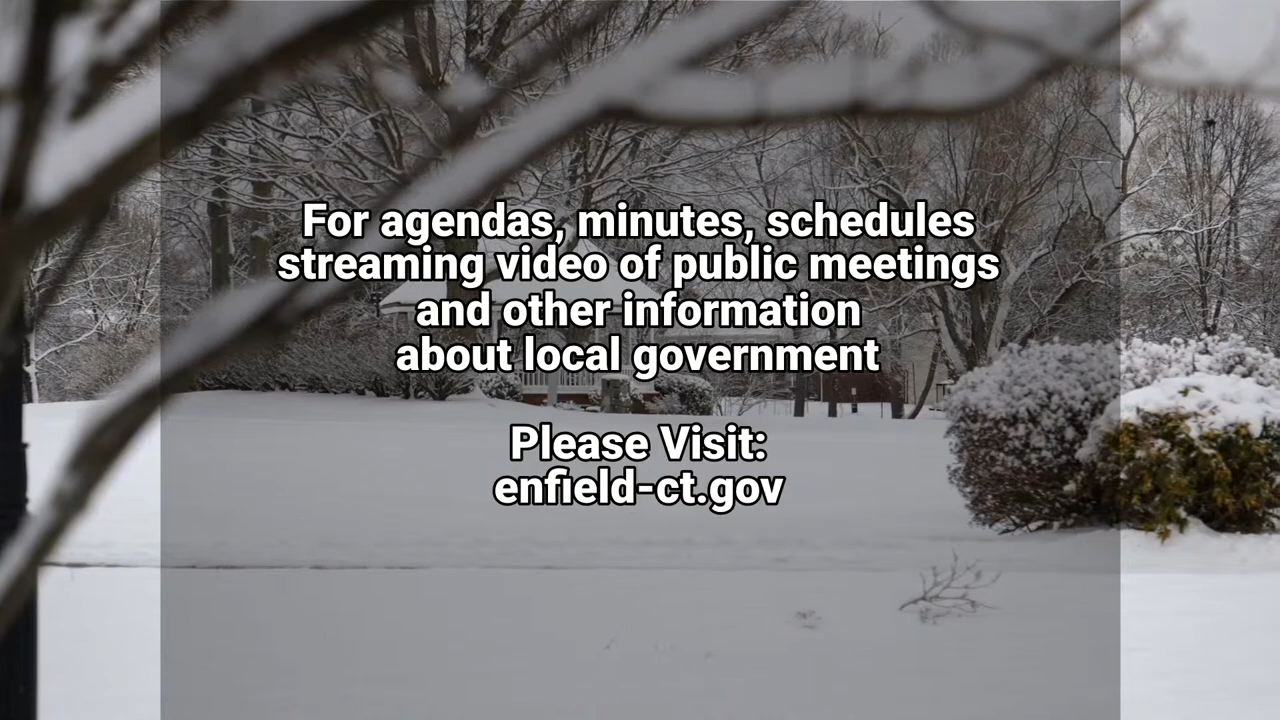 For agendas, minutes, schedules
streaming video of public meetings
and other information
about local government
Please Visit:
enfield-ct.gov